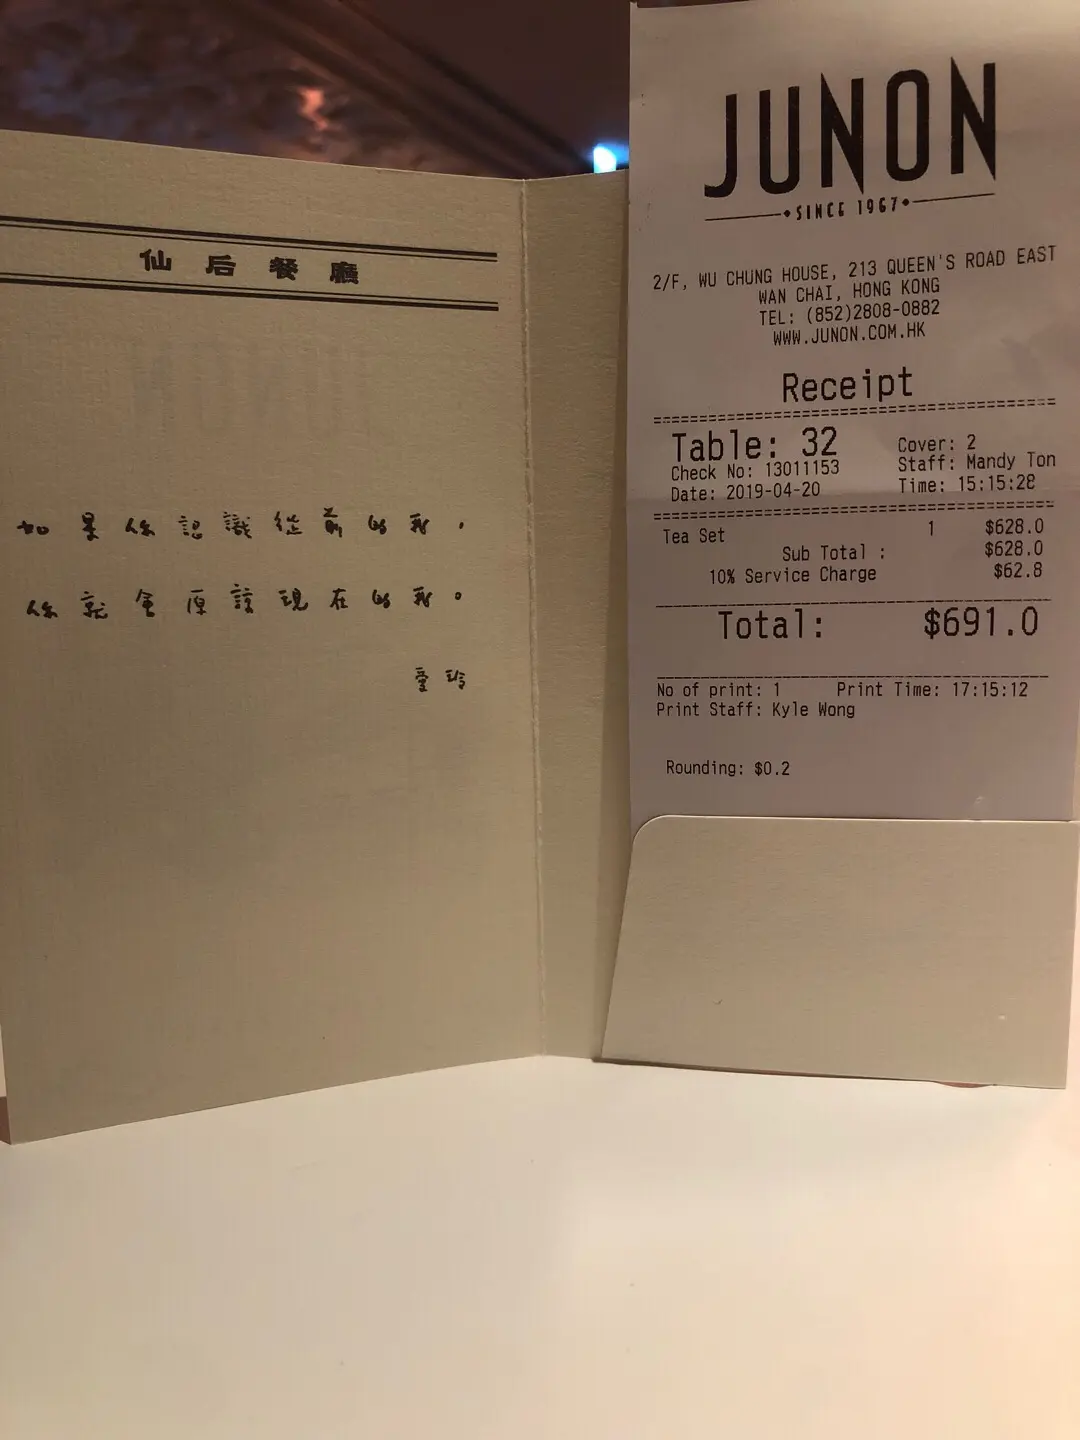 仙后餐廳
如果你認識從前的我，
你就會原諒現在的我。
愛玲
JUNON
•SINCE 1967•
2/F, WU CHUNG HOUSE, 213 QUEEN'S ROAD EAST
WAN CHAI, HONG KONG
TEL: (852)2808-0882
WWW.JUNON.COM.HK
Receipt
Table: 32 Cover: 2
Check No: 13011153 Staff: Mandy Ton
Date: 2019-04-20 Time: 15:15:28
Tea Set 1 $628.0
Sub Total : $628.0
10% Service Charge $62.8
Total: $691.0
No of print: 1 Print Time: 17:15:12
Print Staff: Kyle Wong
Rounding: $0.2